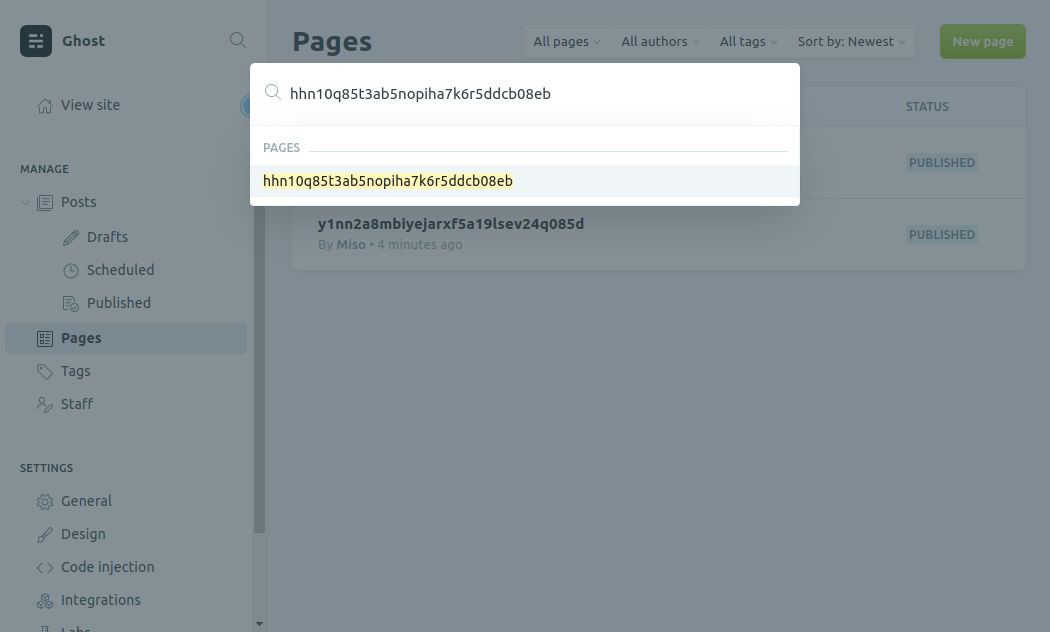 Ghost
View site
MANAGE
Posts
Drafts
Scheduled
Published
Pages
Tags
Staff
SETTINGS
General
Design
Code injection
Integrations
Labs
Pages
All pages
All authors
All tags
Sort by: Newest
New page
hhn10q85t3ab5nopiha7k6r5ddcb08eb
PAGES
hhn10q85t3ab5nopiha7k6r5ddcb08eb
STATUS
PUBLISHED
y1nn2a8mbiyejarxf5a19lsev24q085d
By Miso • 4 minutes ago
PUBLISHED